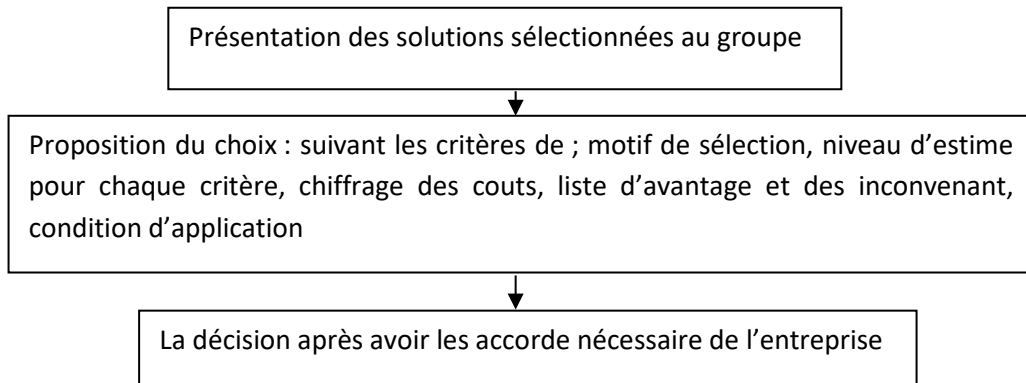 Présentation des solutions sélectionnées au groupe
Proposition du choix : suivant les critères de ; motif de sélection, niveau d’estime
pour chaque critère, chiffrage des couts, liste d’avantage et des inconvenant,
condition d’application
La décision après avoir les accorde nécessaire de l’entreprise